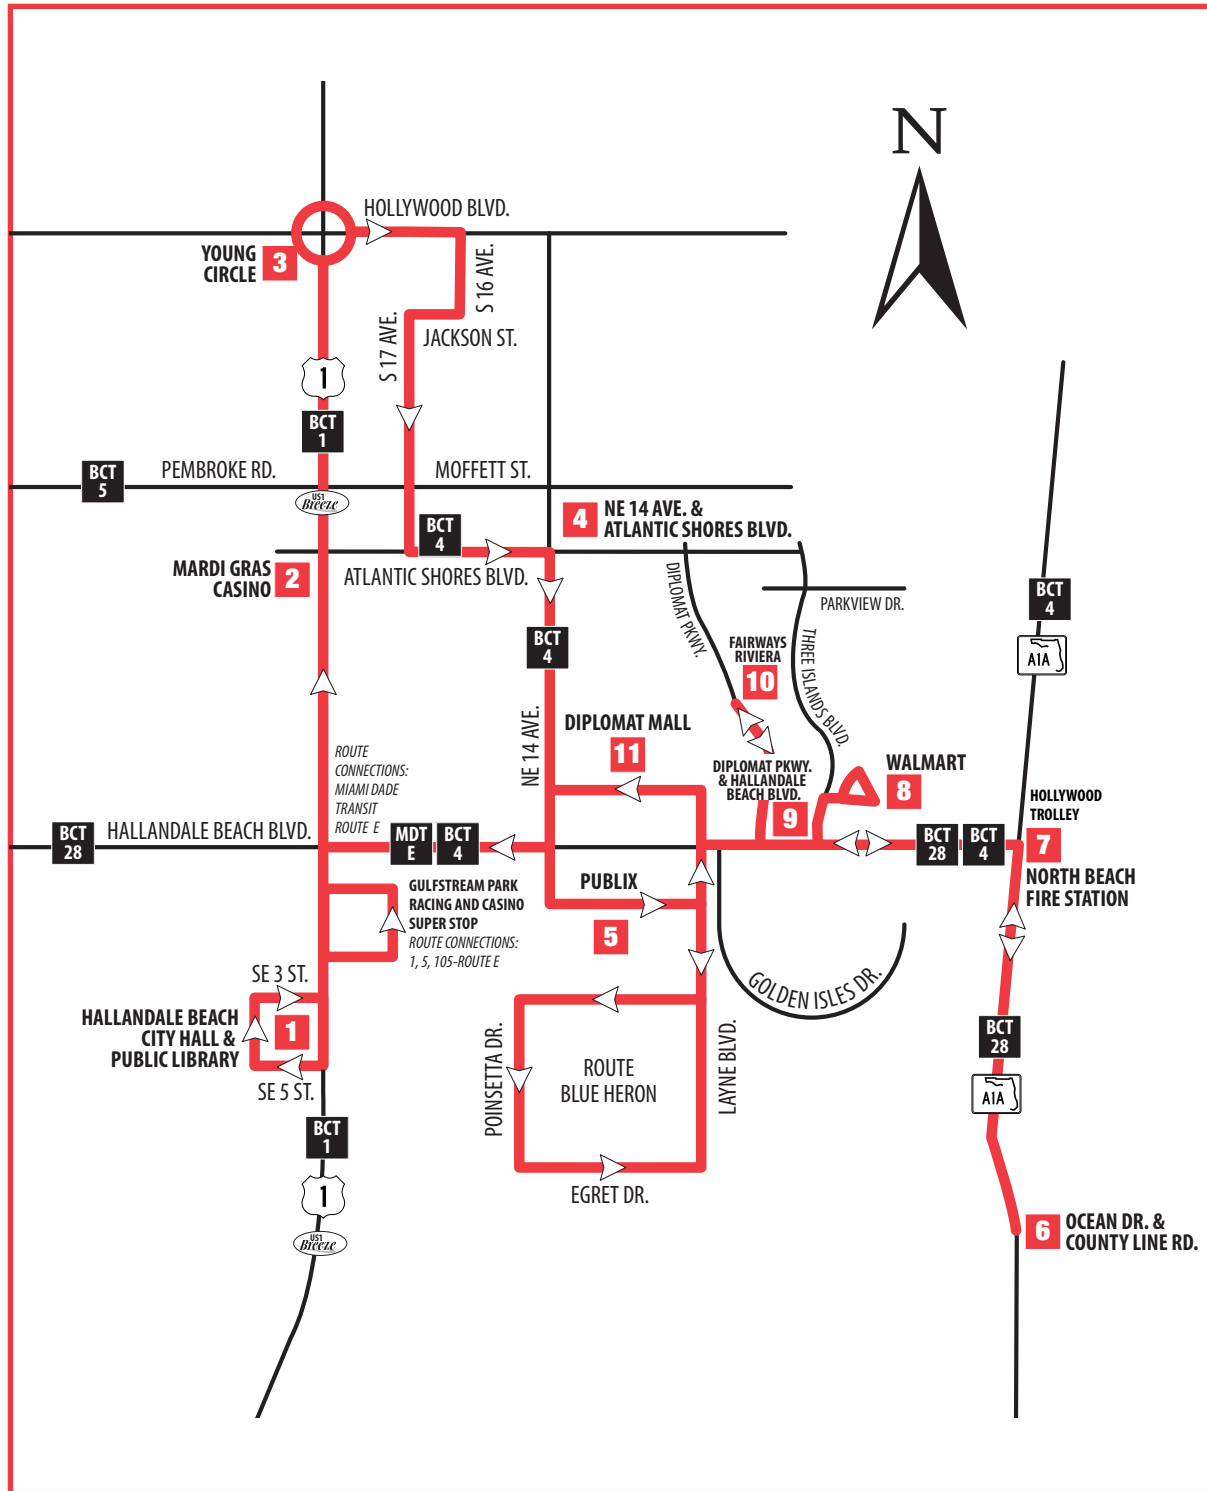 N
HOLLYWOOD BLVD.
YOUNG
CIRCLE
3
S 16 AVE.
S 17 AVE.
JACKSON ST.
1
BCT
1
BCT
5
PEMBROKE RD.
MOFFETT ST.
US1
Breeze
4
NE 14 AVE. &
ATLANTIC SHORES BLVD.
BCT
4
MARDI GRAS
CASINO
2
ATLANTIC SHORES BLVD.
DIPLOMAT PKWY.
PARKVIEW DR.
BCT
4
BCT
4
THREE ISLANDS BLVD.
FAIRWAYS
RIVIERA
10
A1A
NE 14 AVE.
DIPLOMAT MALL
11
ROUTE
CONNECTIONS:
MIAMI DADE
TRANSIT
ROUTE E
DIPLOMAT PKWY.
& HALLANDALE
BEACH BLVD.
9
WALMART
8
HOLLYWOOD
TROLLEY
7
NORTH BEACH
FIRE STATION
BCT
28
HALLANDALE BEACH BLVD.
MDT
E
BCT
4
BCT
28
BCT
4
PUBLIX
5
GULFSTREAM PARK
RACING AND CASINO
SUPER STOP
ROUTE CONNECTIONS:
1, 5, 105-ROUTE E
SE 3 ST.
GOLDEN ISLES DR.
HALLANDALE BEACH
CITY HALL &
PUBLIC LIBRARY
1
SE 5 ST.
POINSETTA DR.
ROUTE
BLUE HERON
LAYNE BLVD.
BCT
28
A1A
BCT
1
1
US1
Breeze
EGRET DR.
6
OCEAN DR. &
COUNTY LINE RD.